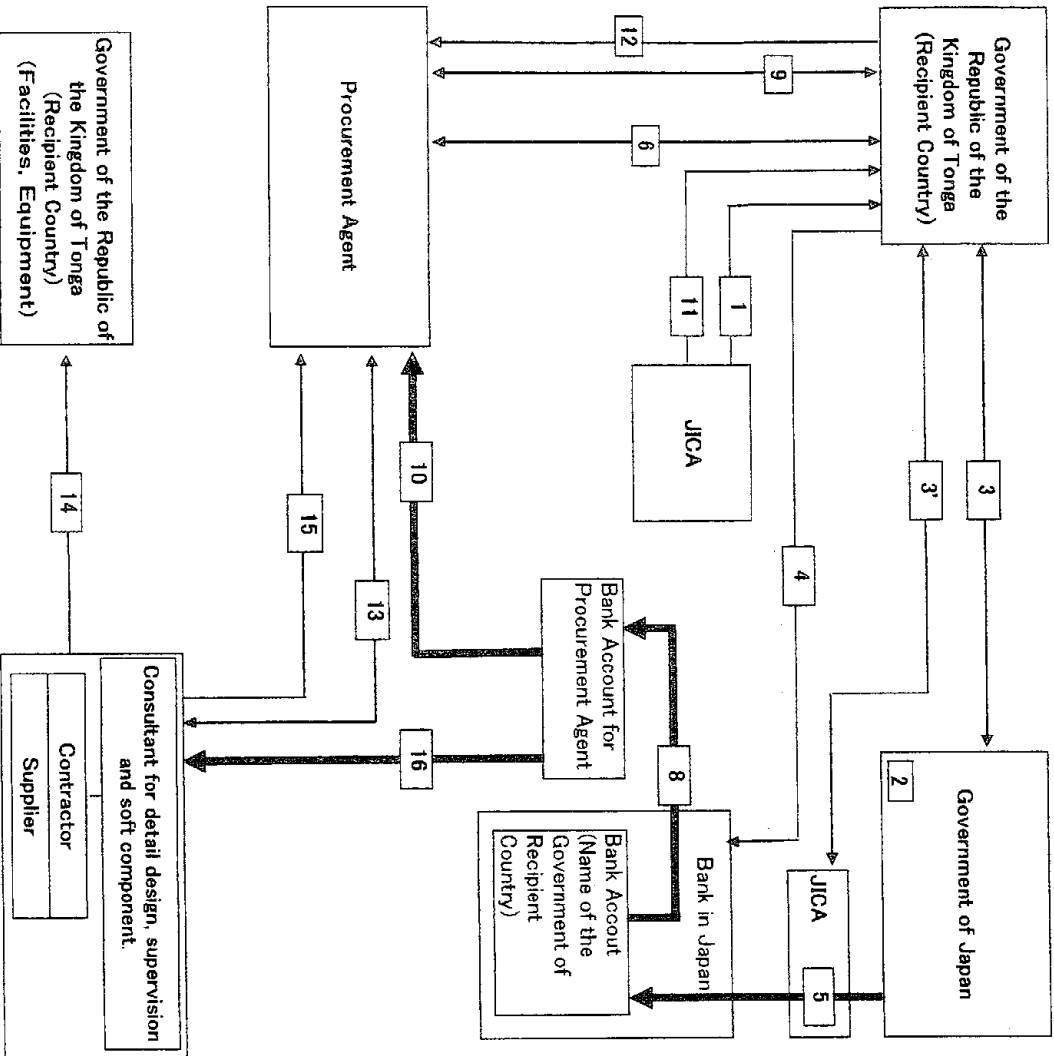 Government of the
Republic of the
Kingdom of Tonga
(Recipient Country)
3
3'
Government of Japan
2
1
11
JICA
4
JICA
5
12
9
6
Bank in Japan
Bank Accout
(Name of the
Government of
Recipient
Country)
8
Bank Account for
Procurement Agent
Procurement Agent
10
13
15
16
Government of the Republic of
the Kingdom of Tonga
(Recipient Country)
(Facilities, Equipment)
14
Consultant for detail design, supervision
and soft component.
Contractor
Supplier